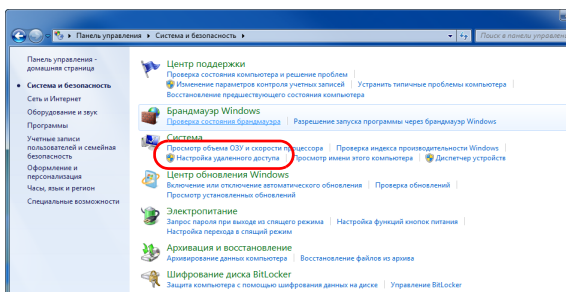 Панель управления ▸ Система и безопасность ▸
Поиск в панели управлени
Панель управления -
домашняя страница
Система и безопасность
Сеть и Интернет
Оборудование и звук
Программы
Учетные записи
пользователей и семейная
безопасность
Оформление и
персонализация
Часы, язык и регион
Специальные возможности
Центр поддержки
Проверка состояния компьютера и решение проблем
Изменение параметров контроля учетных записей | Устранить типичные проблемы компьютера
Восстановление предшествующего состояния компьютера
Брандмауэр Windows
Проверка состояния брандмауэра | Разрешение запуска программы через брандмауэр Windows
Система
Просмотр объема ОЗУ и скорости процессора | Проверка индекса производительности Windows
Настройка удаленного доступа | Просмотр имени этого компьютера | Диспетчер устройств
Центр обновления Windows
Включение или отключение автоматического обновления | Проверка обновлений
Просмотр установленных обновлений
Электропитание
Запрос пароля при выходе из спящего режима | Настройка функций кнопок питания
Настройка перехода в спящий режим
Архивация и восстановление
Архивирование данных компьютера | Восстановление файлов из архива
Шифрование диска BitLocker
Защита компьютера с помощью шифрования данных на диске | Управление BitLocker